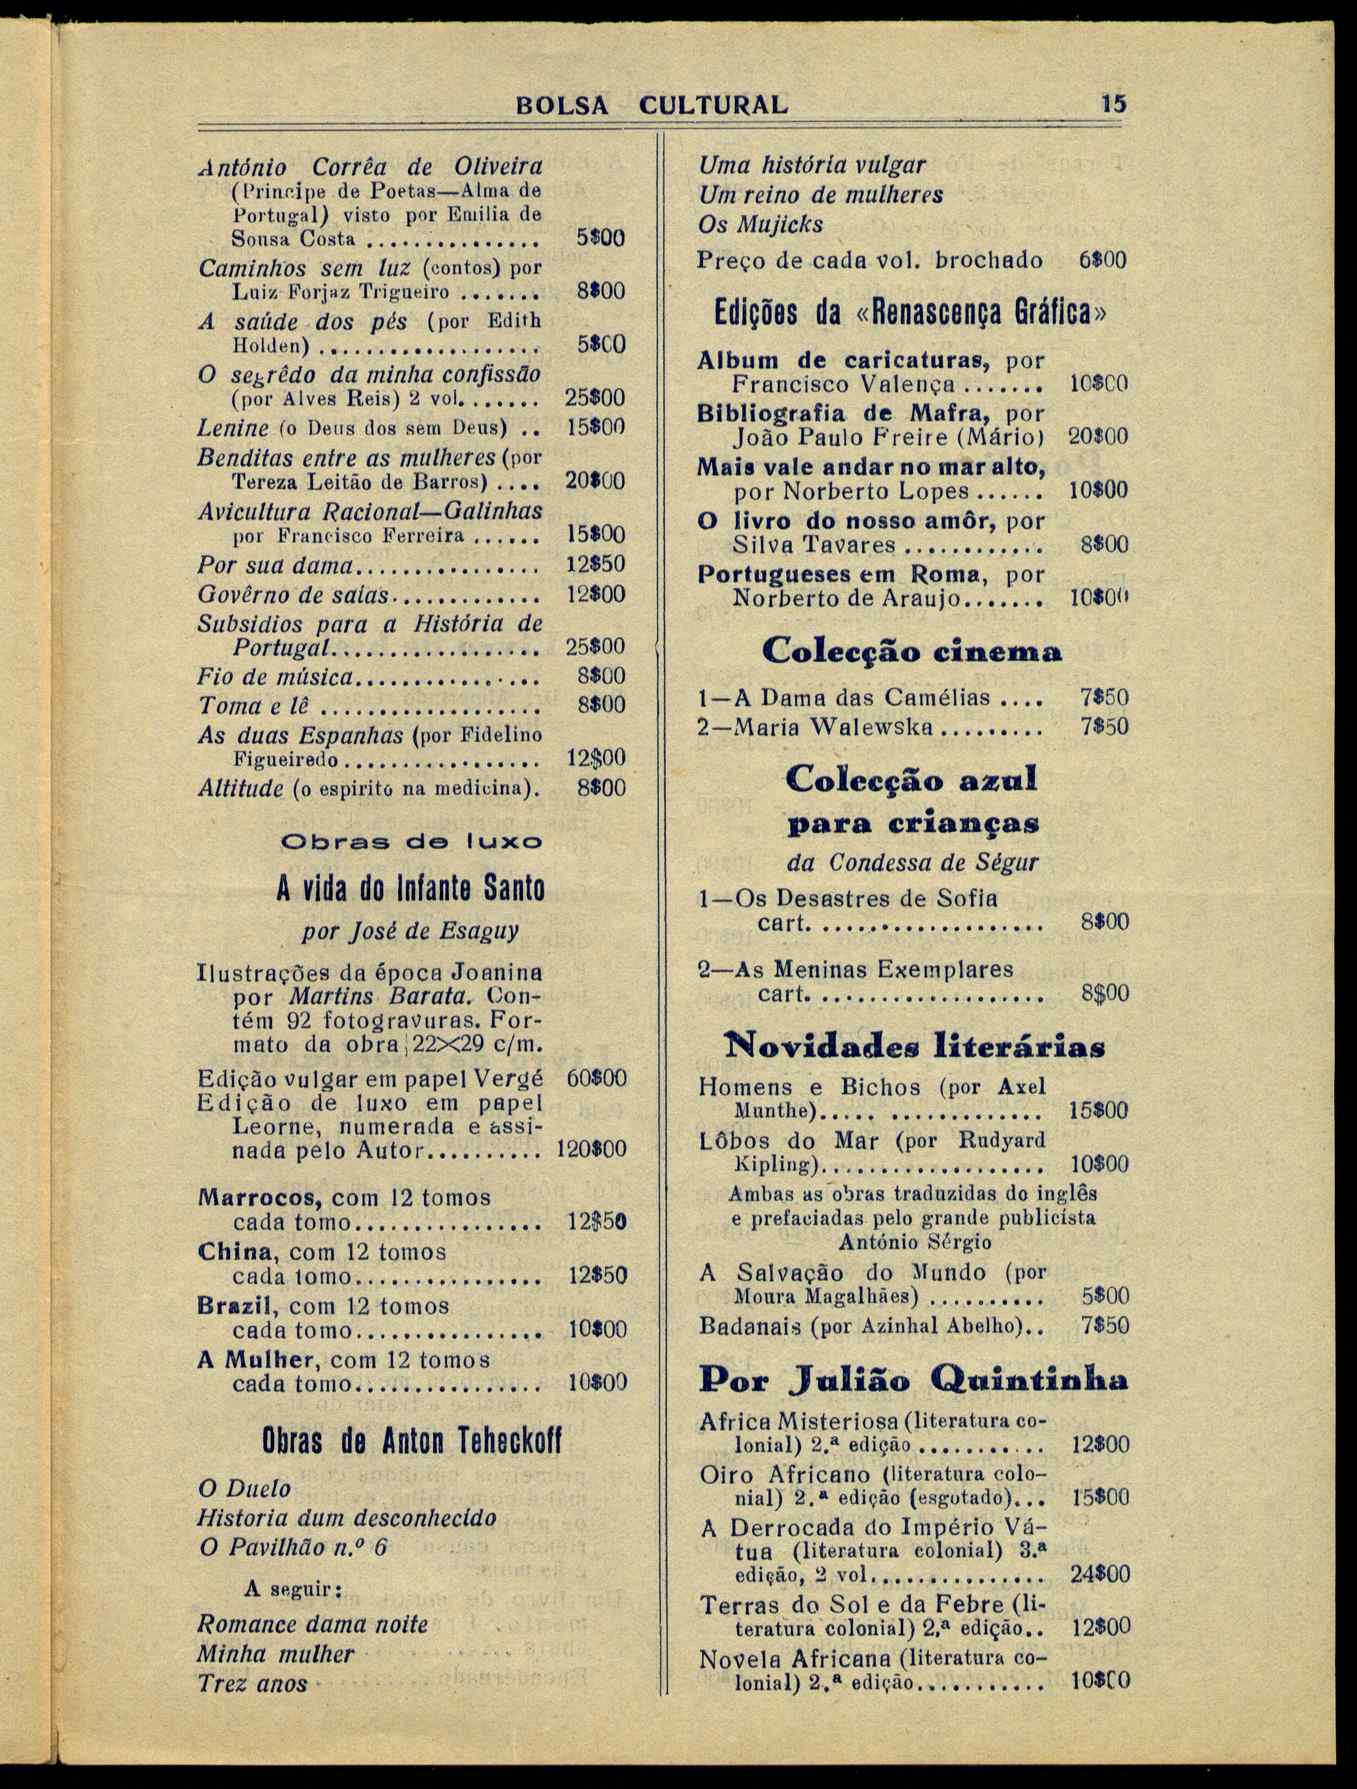 BOLSA CULTURAL 15
António Corrêa de Oliveira
(Principe de Poetas—Alma de
Portugal) visto por Emilia de
Sousa Costa ............... 5$00
Caminhos sem luz (contos) por
Luiz Forjaz Trigueiro ....... 8$00
A saúde dos pés (por Edith
Holden) ................... 5$00
O segrêdo da minha confissão
(por Alves Reis) 2 vol. ...... 25$00
Lenine (o Deus dos sem Deus) .. 15$00
Benditas entre as mulheres (por
Tereza Leitão de Barros) .... 20$00
Avicultura Racional—Galinhas
por Francisco Ferreira ...... 15$00
Por sua dama................ 12$50
Govêrno de saias............. 12$00
Subsidios para a História de
Portugal.................. 25$00
Fio de música................ 8$00
Toma e lê ................... 8$00
As duas Espanhas (por Fidelino
Figueiredo ................. 12$00
Altitude (o espirito na medicina). 8$00
Obras de luxo
A vida do Infante Santo
por José de Esaguy
Ilustrações da época Joanina
por Martins Barata. Con-
tém 92 fotogravuras. For-
mato da obra 22×29 c/m.
Edição vulgar em papel Vergé 60$00
Edição de luxo em papel
Leorne, numerada e assi-
nada pelo Autor.......... 120$00
Marrocos, com 12 tomos
cada tomo................ 12$50
China, com 12 tomos
cada tomo................ 12$50
Brazil, com 12 tomos
cada tomo................ 10$00
A Mulher, com 12 tomos
cada tomo................ 10$00
Obras de Anton Teheckoff
O Duelo
Historia dum desconhecido
O Pavilhão n.º 6
A seguir:
Romance dama noite
Minha mulher
Trez anos
Uma história vulgar
Um reino de mulheres
Os Mujicks
Preço de cada vol. brochado 6$00
Edições da «Renascença Gráfica»
Album de caricaturas, por
Francisco Valença ....... 10$00
Bibliografia de Mafra, por
João Paulo Freire (Mário) 20$00
Mais vale andar no mar alto,
por Norberto Lopes ...... 10$00
O livro do nosso amôr, por
Silva Tavares ............ 8$00
Portugueses em Roma, por
Norberto de Araujo....... 10$00
Colecção cinema
1—A Dama das Camélias .... 7$50
2—Maria Walewska ......... 7$50
Colecção azul
para crianças
da Condessa de Ségur
1—Os Desastres de Sofia
cart. ................... 8$00
2—As Meninas Exemplares
cart. ................... 8$00
Novidades literárias
Homens e Bichos (por Axel
Munthe)..... ............. 15$00
Lôbos do Mar (por Rudyard
Kipling)................... 10$00
Ambas as obras traduzidas do inglês
e prefaciadas pelo grande publicista
António Sérgio
A Salvação do Mundo (por
Moura Magalhães) .......... 5$00
Badanais (por Azinhal Abelho).. 7$50
Por Julião Quintinha
Africa Misteriosa (literatura co-
lonial) 2.ª edição ........... 12$00
Oiro Africano (literatura colo-
nial) 2.ª edição (esgotado)... 15$00
A Derrocada do Império Vá-
tua (literatura colonial) 3.ª
edição, 2 vol............... 24$00
Terras do Sol e da Febre (li-
teratura colonial) 2.ª edição.. 12$00
Novela Africana (literatura co-
lonial) 2.ª edição........... 10$00